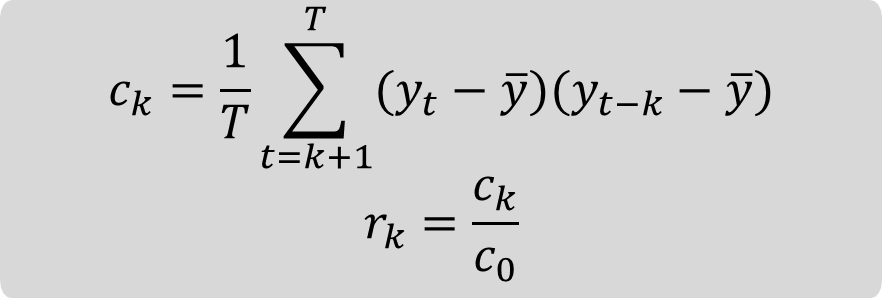 $c_k = \frac{1}{T} \sum_{t=k+1}^{T} (y_t - \bar{y})(y_{t-k} - \bar{y})$
$r_k = \frac{c_k}{c_0}$